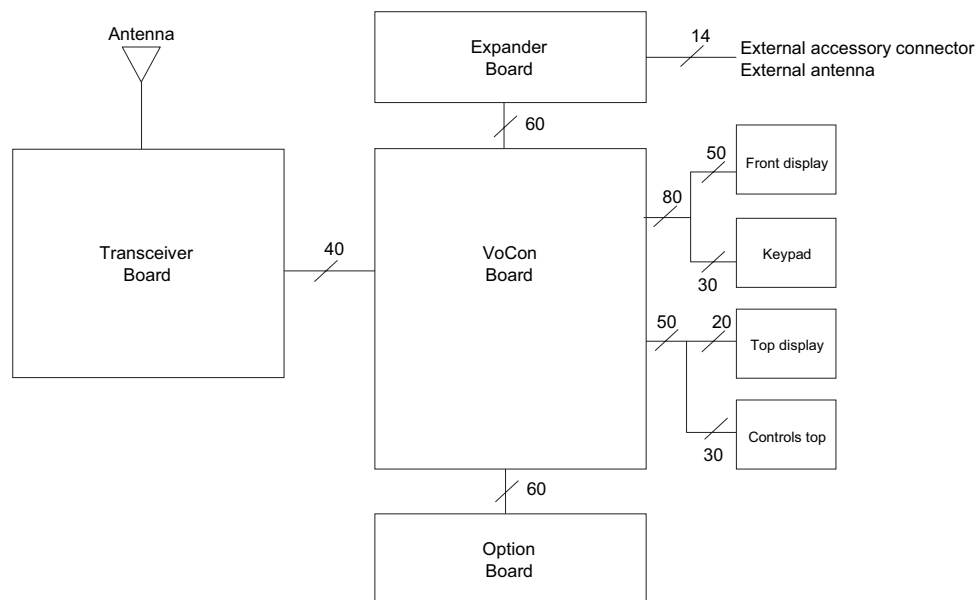 Antenna
Expander
Board
14
External accessory connector
External antenna
60
50
Front display
80
Transceiver
Board
40
VoCon
Board
Keypad
30
50
20
Top display
Controls top
30
60
Option
Board